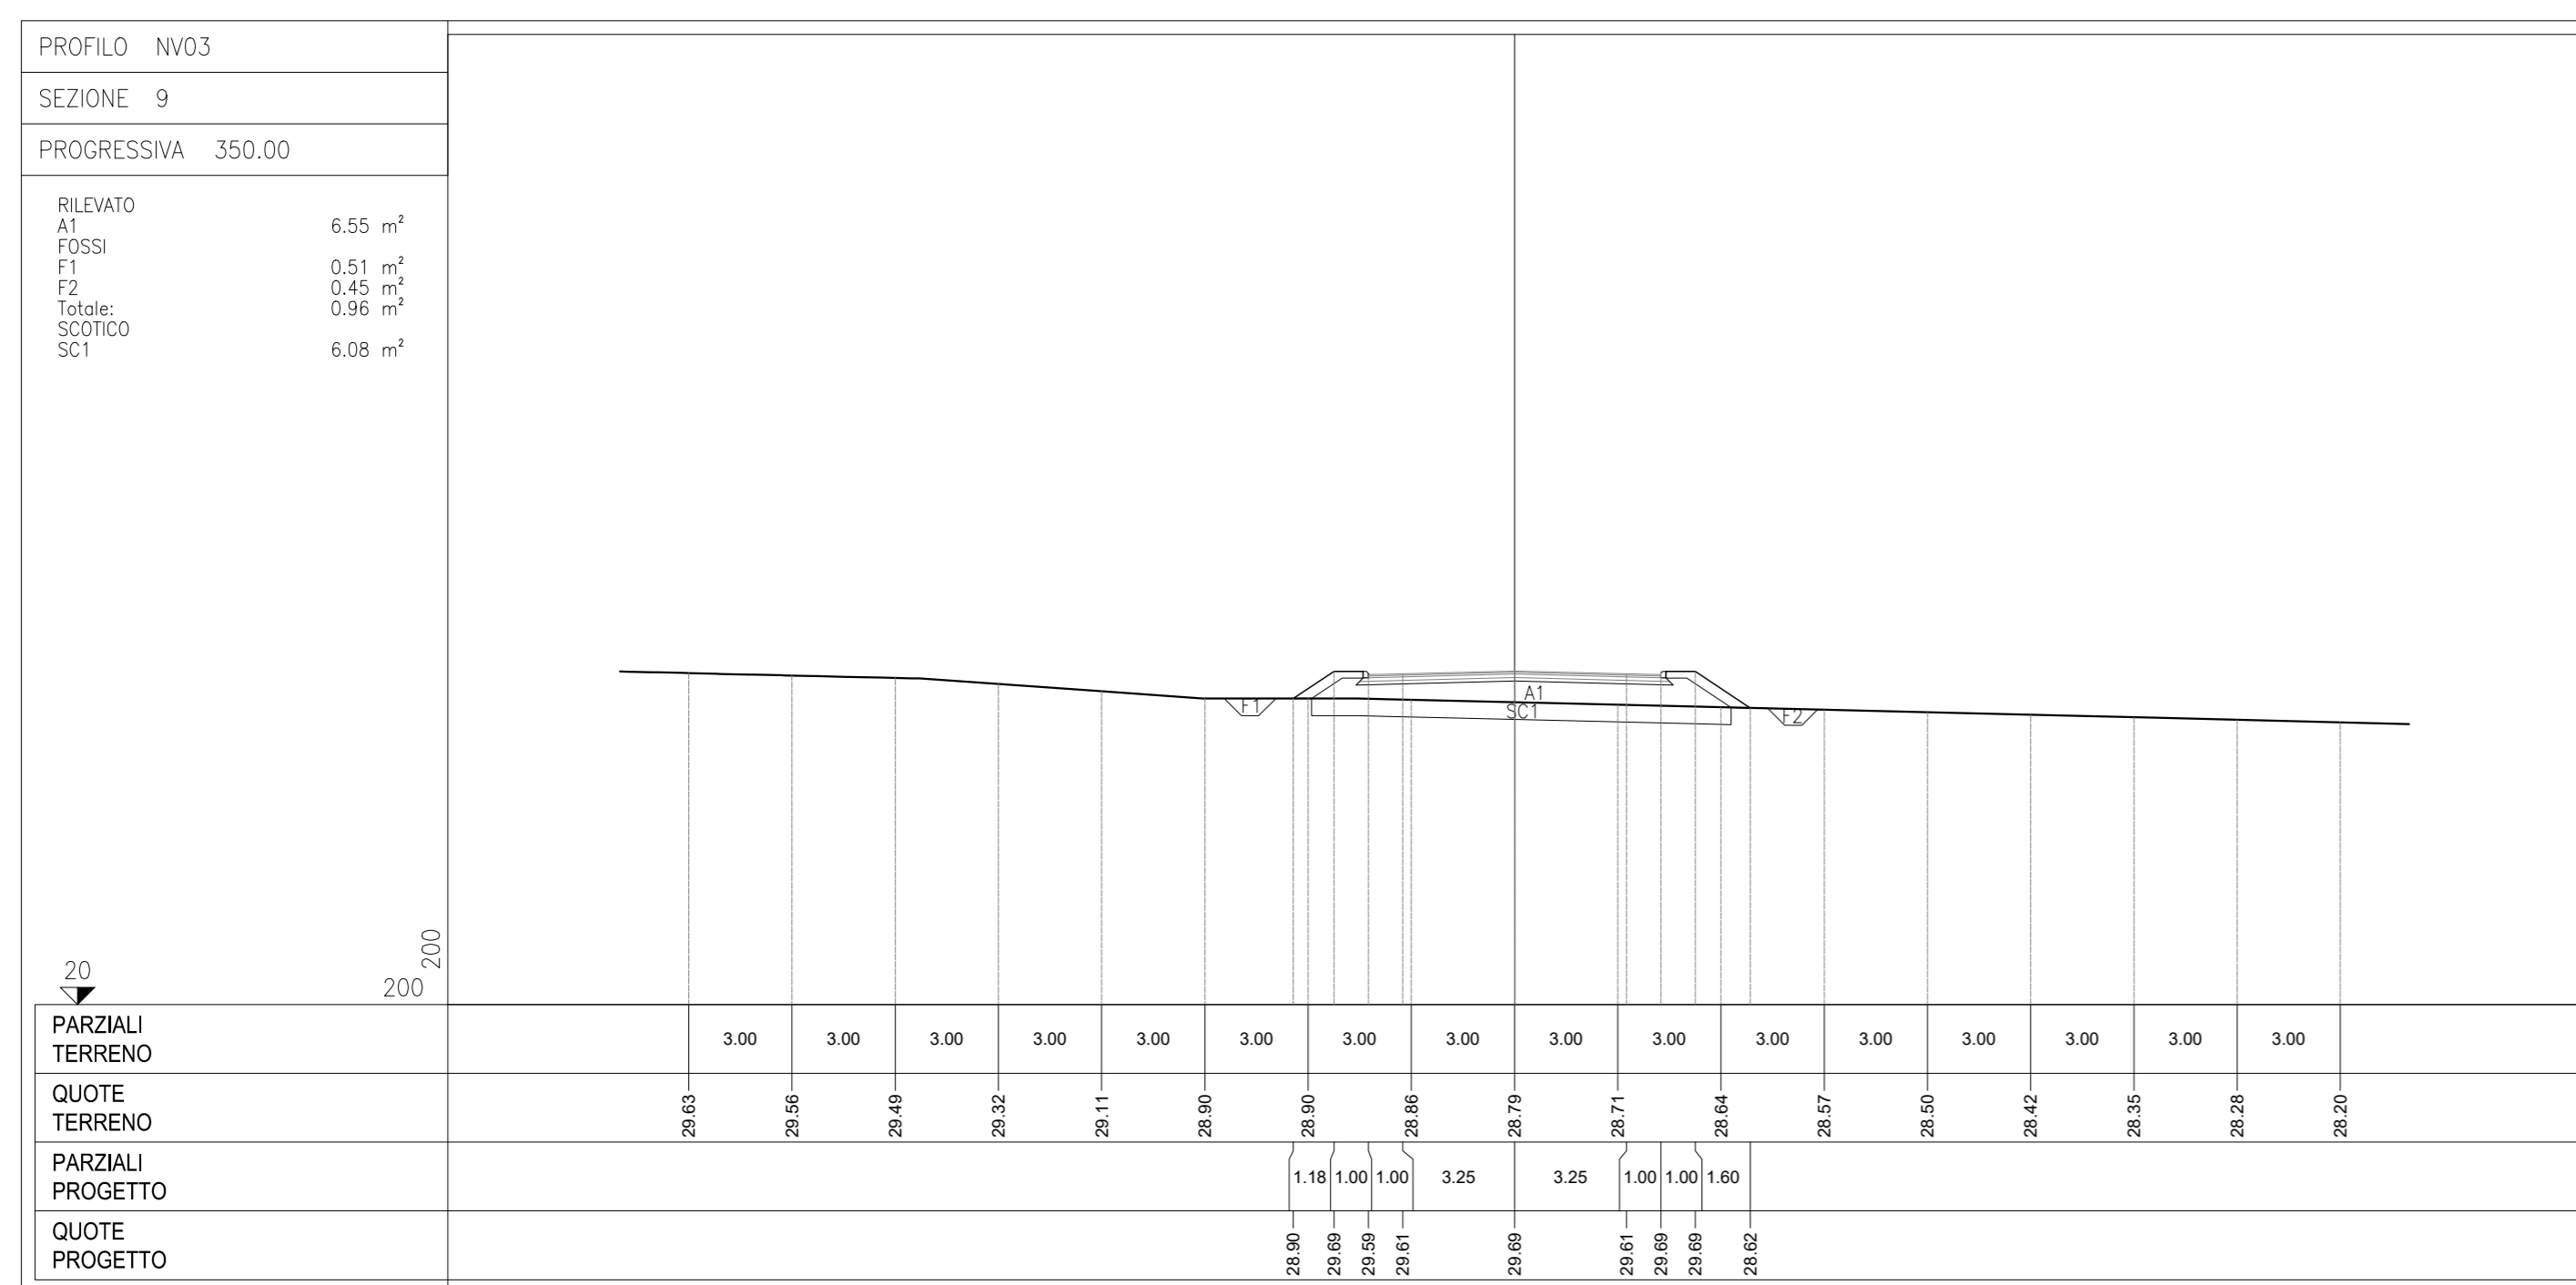 PROFILO NV03
SEZIONE 9
PROGRESSIVA 350.00
RILEVATO
A1 6.55 m²
FOSSI
F1 0.51 m²
F2 0.45 m²
Totale: 0.96 m²
SCOTICO
SC1 6.08 m²
A1
F1
SC1
F2
200
20
200
PARZIALI
TERRENO
3.00 3.00 3.00 3.00 3.00 3.00 3.00 3.00 3.00 3.00 3.00 3.00 3.00 3.00 3.00 3.00
QUOTE
TERRENO
29.63 29.56 29.49 29.32 29.11 28.90 28.90 28.86 28.79 28.71 28.64 28.57 28.50 28.42 28.35 28.28 28.20
PARZIALI
PROGETTO
1.18 1.00 1.00 3.25 3.25 1.00 1.00 1.60
QUOTE
PROGETTO
28.90 29.69 29.59 29.61 29.69 29.61 29.69 29.69 28.62